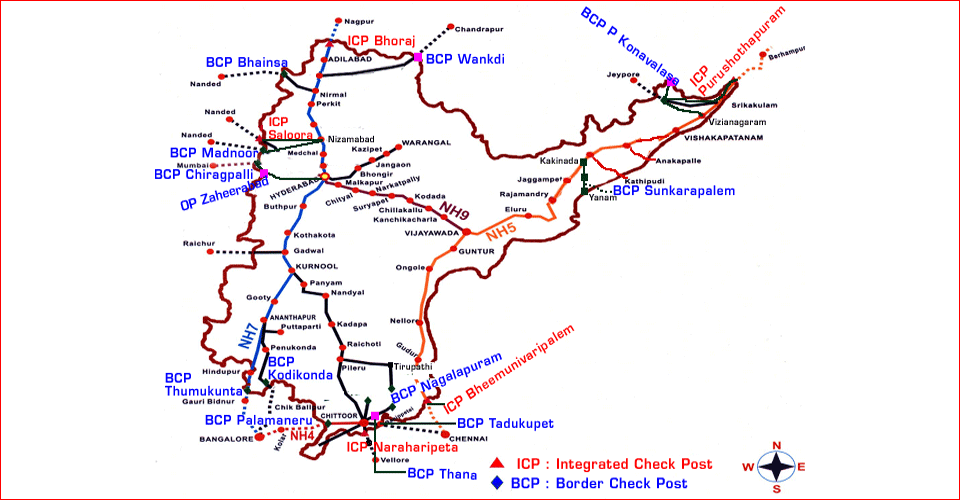 Nagpur
ICP Bhoraj
Chandrapur
BCP P Konavalasa
ICP
Purushothapuram
Berhampur
BCP Bhainsa
ADILABAD
BCP Wankdi
Nanded
Jeypore
Nirmal
Perkit
Srikakulam
Nanded
ICP
Saloora
Vizianagaram
Nanded
Nizamabad
VISHAKAPATANAM
BCP Madnoor
Medchal
Kazipet
WARANGAL
Mumbai
Jangaon
Kakinada
Anakapalle
BCP Chiragpalli
Bhongir
OP Zaheerabad
HYDERABAD
Malkapur
Jaggampet
Kathipudi
Narkatpally
Chityal
Suryapet
Kodada
Rajamandry
Yanam
BCP Sunkarapalem
Buthpur
Chillakallu
NH9
Eluru
Kanchikacharla
Kothakota
VIJAYAWADA
NH5
Raichur
Gadwal
GUNTUR
KURNOOL
Ongole
Panyam
Nandyal
Gooty
ANANTHAPUR
Puttaparti
Kadapa
Nellore
NH7
Penukonda
Raichoti
Gudur
BCP
Kodikonda
Pileru
Tirupathi
Hindupur
BCP
Thumukunta
BCP Nagalapuram
ICP Bheemunivaripalem
Gauri Bidnur
Chik Ballipur
BCP Palamaneru
CHITTOOR
BCP Tadukupet
BANGALORE
Kolar
NH4
CHENNAI
ICP Naraharipeta
Vellore
BCP Thana
N
W
E
S
ICP : Integrated Check Post
BCP : Border Check Post